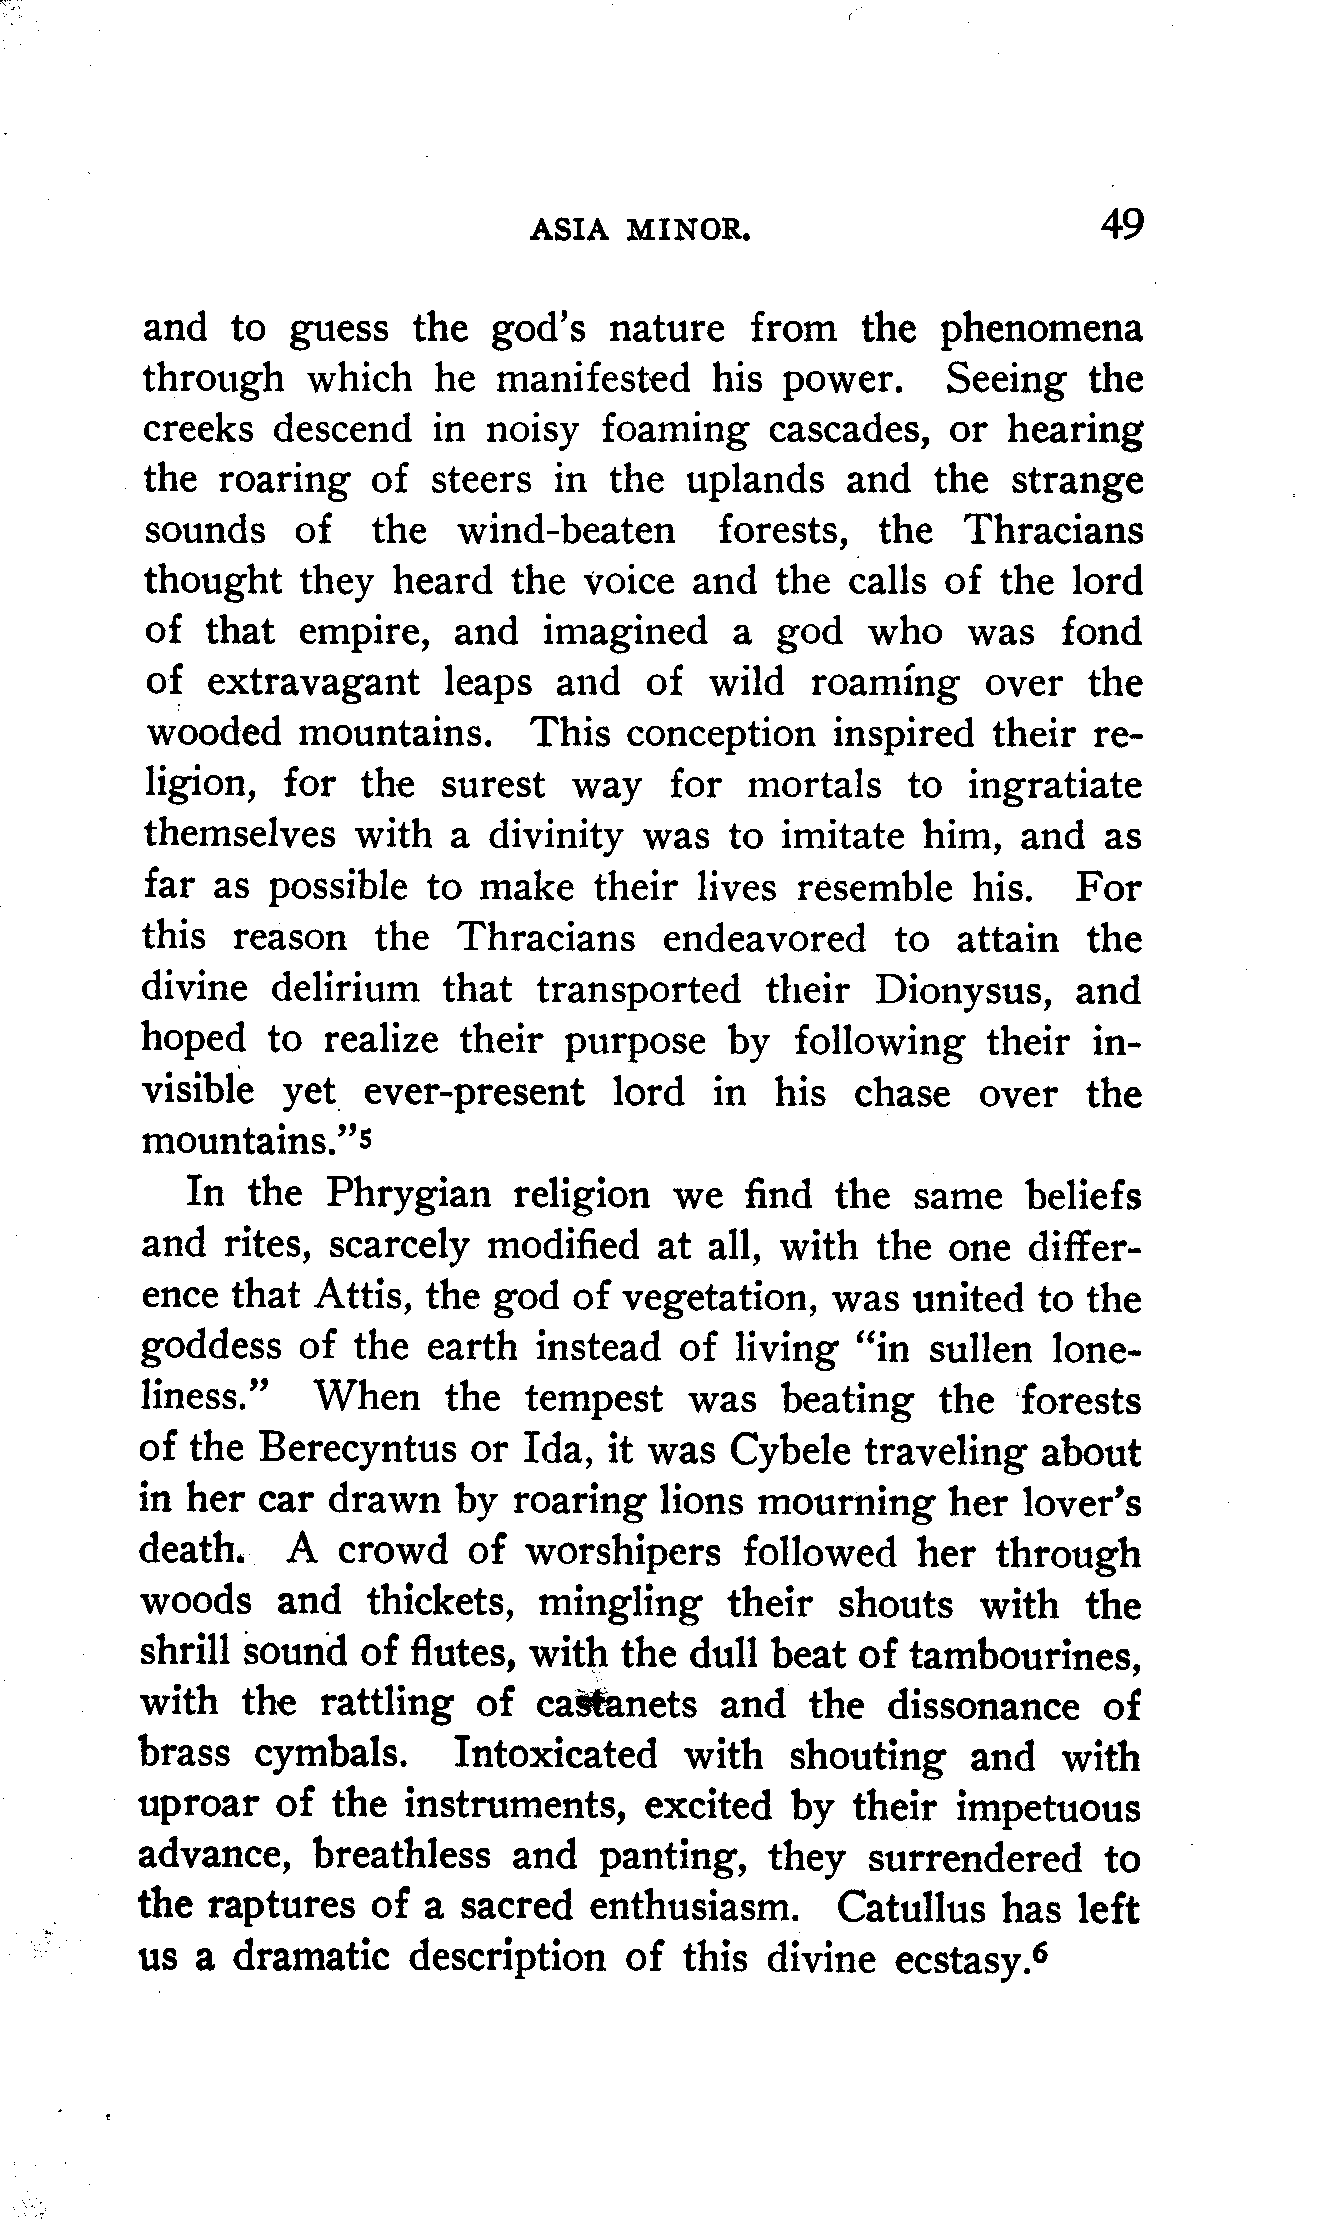 ASIA MINOR. 49
and to guess the god's nature from the phenomena
through which he manifested his power. Seeing the
creeks descend in noisy foaming cascades, or hearing
the roaring of steers in the uplands and the strange
sounds of the wind-beaten forests, the Thracians
thought they heard the voice and the calls of the lord
of that empire, and imagined a god who was fond
of extravagant leaps and of wild roaming over the
wooded mountains. This conception inspired their re-
ligion, for the surest way for mortals to ingratiate
themselves with a divinity was to imitate him, and as
far as possible to make their lives resemble his. For
this reason the Thracians endeavored to attain the
divine delirium that transported their Dionysus, and
hoped to realize their purpose by following their in-
visible yet ever-present lord in his chase over the
mountains."5
In the Phrygian religion we find the same beliefs
and rites, scarcely modified at all, with the one differ-
ence that Attis, the god of vegetation, was united to the
goddess of the earth instead of living "in sullen lone-
liness." When the tempest was beating the forests
of the Berecyntus or Ida, it was Cybele traveling about
in her car drawn by roaring lions mourning her lover's
death. A crowd of worshipers followed her through
woods and thickets, mingling their shouts with the
shrill sound of flutes, with the dull beat of tambourines,
with the rattling of castanets and the dissonance of
brass cymbals. Intoxicated with shouting and with
uproar of the instruments, excited by their impetuous
advance, breathless and panting, they surrendered to
the raptures of a sacred enthusiasm. Catullus has left
us a dramatic description of this divine ecstasy.6